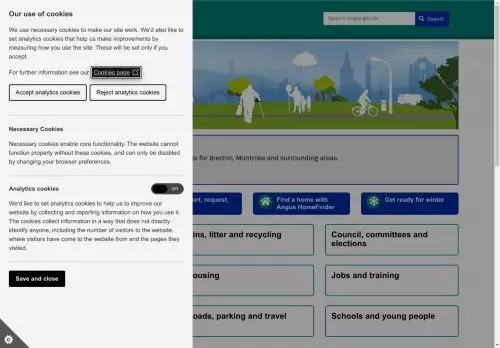 Our use of cookies
We use necessary cookies to make our site work. We'd also like to
set analytics cookies that help us make improvements by
measuring how you use the site. These will be set only if you
accept.
For further information see our Cookies page
Accept analytics cookies
Reject analytics cookies
Necessary Cookies
Necessary cookies enable core functionality. The website cannot
function properly without these cookies, and can only be disabled
by changing your browser preferences.
Analytics cookies
On
We'd like to set analytics cookies to help us to improve our
website by collecting and reporting information on how you use it.
The cookies collect information in a way that does not directly
identify anyone, including the number of visitors to the website,
where visitors have come to the website from and the pages they
visited.
Save and close
Search angus.gov.uk
Search
s for Brechin, Montrose and surrounding areas.
ort, request,
Find a home with
Angus HomeFinder
Get ready for winter
ins, litter and recycling
Council, committees and
elections
ousing
Jobs and training
oads, parking and travel
Schools and young people